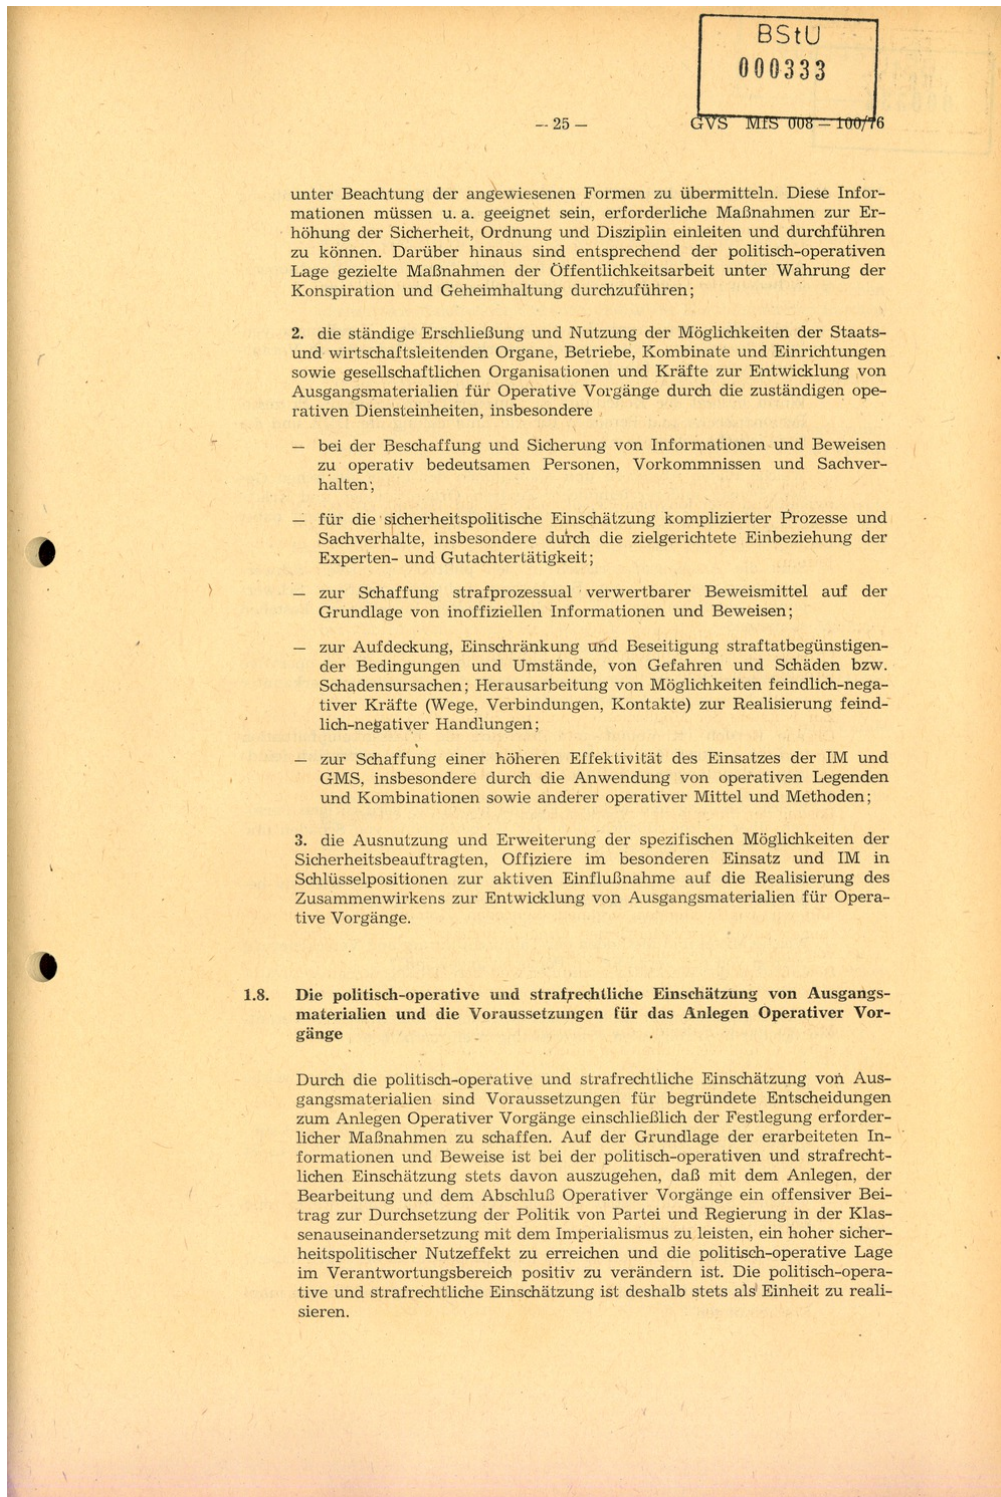 BStU
000333
— 25 —
GVS MfS 008 — 100/76
unter Beachtung der angewiesenen Formen zu übermitteln. Diese Infor-
mationen müssen u. a. geeignet sein, erforderliche Maßnahmen zur Er-
höhung der Sicherheit, Ordnung und Disziplin einleiten und durchführen
zu können. Darüber hinaus sind entsprechend der politisch-operativen
Lage gezielte Maßnahmen der Öffentlichkeitsarbeit unter Wahrung der
Konspiration und Geheimhaltung durchzuführen;
2. die ständige Erschließung und Nutzung der Möglichkeiten der Staats-
und wirtschaftsleitenden Organe, Betriebe, Kombinate und Einrichtungen
sowie gesellschaftlichen Organisationen und Kräfte zur Entwicklung von
Ausgangsmaterialien für Operative Vorgänge durch die zuständigen ope-
rativen Diensteinheiten, insbesondere
— bei der Beschaffung und Sicherung von Informationen und Beweisen
zu operativ bedeutsamen Personen, Vorkommnissen und Sachver-
halten;
— für die sicherheitspolitische Einschätzung komplizierter Prozesse und
Sachverhalte, insbesondere durch die zielgerichtete Einbeziehung der
Experten- und Gutachtertätigkeit;
— zur Schaffung strafprozessual verwertbarer Beweismittel auf der
Grundlage von inoffiziellen Informationen und Beweisen;
— zur Aufdeckung, Einschränkung und Beseitigung straftatbegünstigen-
der Bedingungen und Umstände, von Gefahren und Schäden bzw.
Schadensursachen; Herausarbeitung von Möglichkeiten feindlich-nega-
tiver Kräfte (Wege, Verbindungen, Kontakte) zur Realisierung feind-
lich-negativer Handlungen;
— zur Schaffung einer höheren Effektivität des Einsatzes der IM und
GMS, insbesondere durch die Anwendung von operativen Legenden
und Kombinationen sowie anderer operativer Mittel und Methoden;
3. die Ausnutzung und Erweiterung der spezifischen Möglichkeiten der
Sicherheitsbeauftragten, Offiziere im besonderen Einsatz und IM in
Schlüsselpositionen zur aktiven Einflußnahme auf die Realisierung des
Zusammenwirkens zur Entwicklung von Ausgangsmaterialien für Opera-
tive Vorgänge.
1.8. Die politisch-operative und strafrechtliche Einschätzung von Ausgangs-
materialien und die Voraussetzungen für das Anlegen Operativer Vor-
gänge
Durch die politisch-operative und strafrechtliche Einschätzung von Aus-
gangsmaterialien sind Voraussetzungen für begründete Entscheidungen
zum Anlegen Operativer Vorgänge einschließlich der Festlegung erforder-
licher Maßnahmen zu schaffen. Auf der Grundlage der erarbeiteten In-
formationen und Beweise ist bei der politisch-operativen und strafrecht-
lichen Einschätzung stets davon auszugehen, daß mit dem Anlegen, der
Bearbeitung und dem Abschluß Operativer Vorgänge ein offensiver Bei-
trag zur Durchsetzung der Politik von Partei und Regierung in der Klas-
senauseinandersetzung mit dem Imperialismus zu leisten, ein hoher sicher-
heitspolitischer Nutzeffekt zu erreichen und die politisch-operative Lage
im Verantwortungsbereich positiv zu verändern ist. Die politisch-opera-
tive und strafrechtliche Einschätzung ist deshalb stets als Einheit zu reali-
sieren.